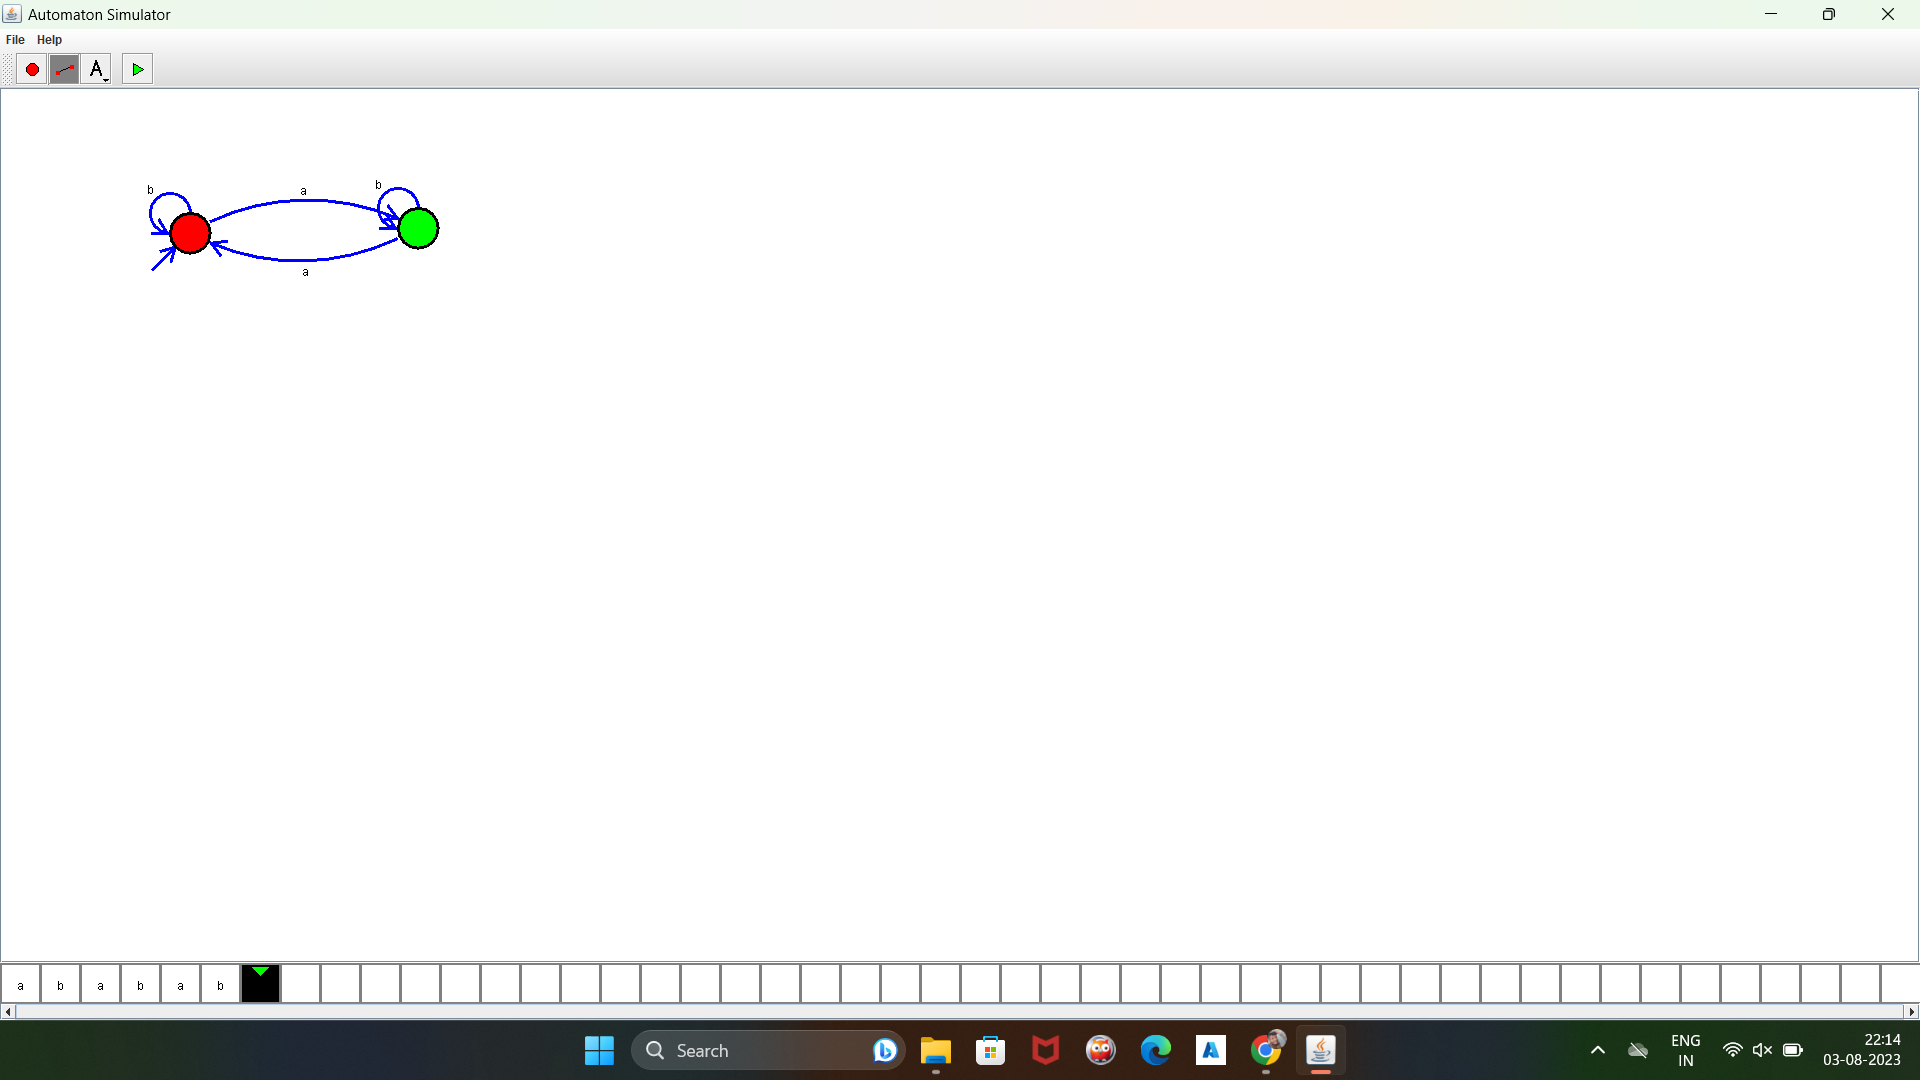 Automaton Simulator
File Help
A
b
a
b
a
a b a b a b
Search
ENG
IN
22:14
03-08-2023